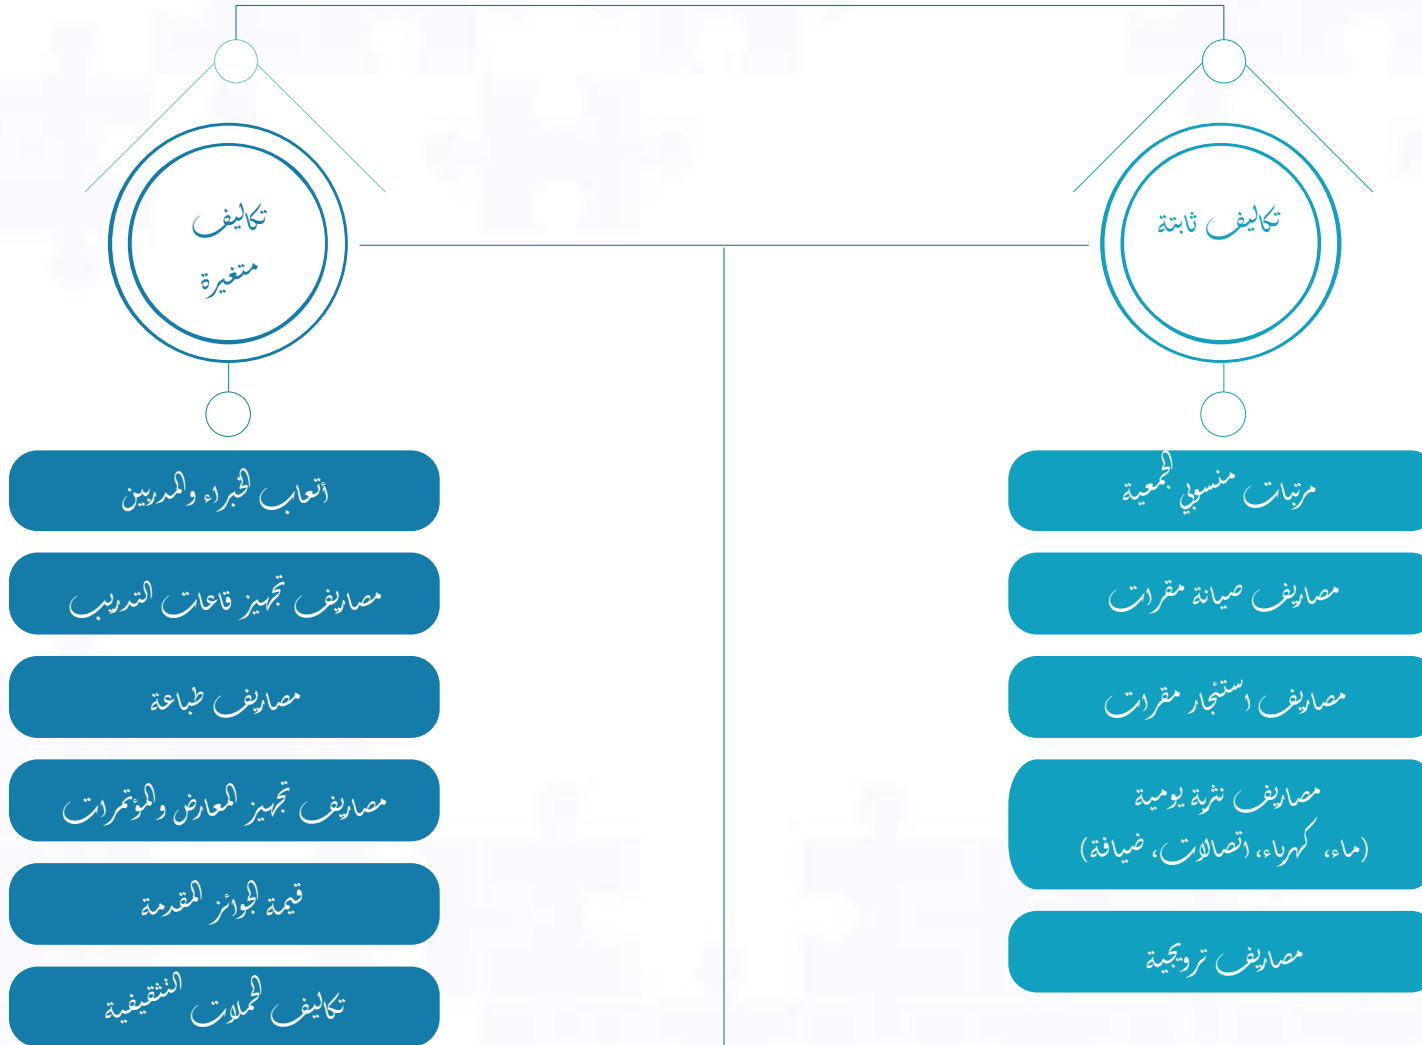 تكاليف ثابتة
مرتبات منسوبي الجمعية
مصاريف صيانة مقرات
مصاريف استئجار مقرات
مصاريف نثرية يومية
(ماء، كهرباء، اتصالات، ضيافة)
مصاريف ترويجية
تكاليف
متغيرة
أتعاب الخبراء والمدربين
مصاريف تجهيز قاعات التدريب
مصاريف طباعة
مصاريف تجهيز المعارض والمؤتمرات
قيمة الجوائز المقدمة
تكاليف الحملات التثقيفية